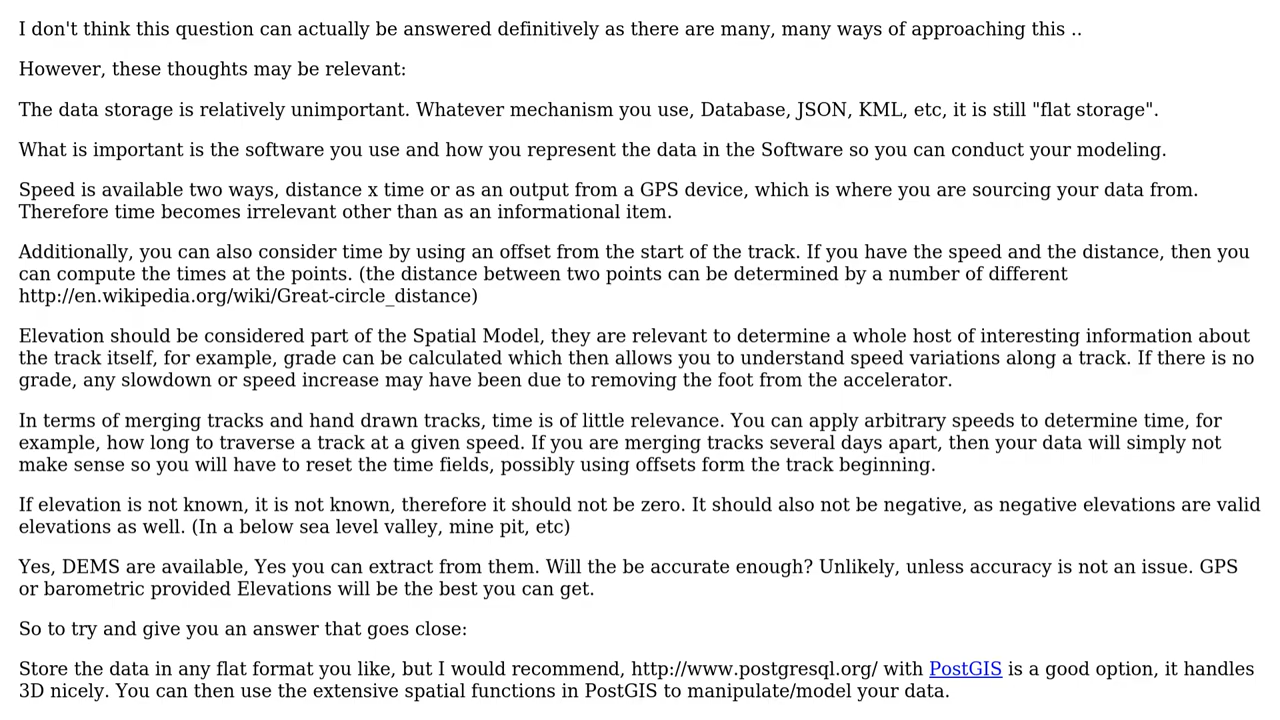 I don't think this question can actually be answered definitively as there are many, many ways of approaching this ..
However, these thoughts may be relevant:
The data storage is relatively unimportant. Whatever mechanism you use, Database, JSON, KML, etc, it is still "flat storage".
What is important is the software you use and how you represent the data in the Software so you can conduct your modeling.
Speed is available two ways, distance x time or as an output from a GPS device, which is where you are sourcing your data from.
Therefore time becomes irrelevant other than as an informational item.
Additionally, you can also consider time by using an offset from the start of the track. If you have the speed and the distance, then you
can compute the times at the points. (the distance between two points can be determined by a number of different
http://en.wikipedia.org/wiki/Great-circle_distance)
Elevation should be considered part of the Spatial Model, they are relevant to determine a whole host of interesting information about
the track itself, for example, grade can be calculated which then allows you to understand speed variations along a track. If there is no
grade, any slowdown or speed increase may have been due to removing the foot from the accelerator.
In terms of merging tracks and hand drawn tracks, time is of little relevance. You can apply arbitrary speeds to determine time, for
example, how long to traverse a track at a given speed. If you are merging tracks several days apart, then your data will simply not
make sense so you will have to reset the time fields, possibly using offsets form the track beginning.
If elevation is not known, it is not known, therefore it should not be zero. It should also not be negative, as negative elevations are valid
elevations as well. (In a below sea level valley, mine pit, etc)
Yes, DEMS are available, Yes you can extract from them. Will the be accurate enough? Unlikely, unless accuracy is not an issue. GPS
or barometric provided Elevations will be the best you can get.
So to try and give you an answer that goes close:
Store the data in any flat format you like, but I would recommend, http://www.postgresql.org/ with PostGIS is a good option, it handles
3D nicely. You can then use the extensive spatial functions in PostGIS to manipulate/model your data.